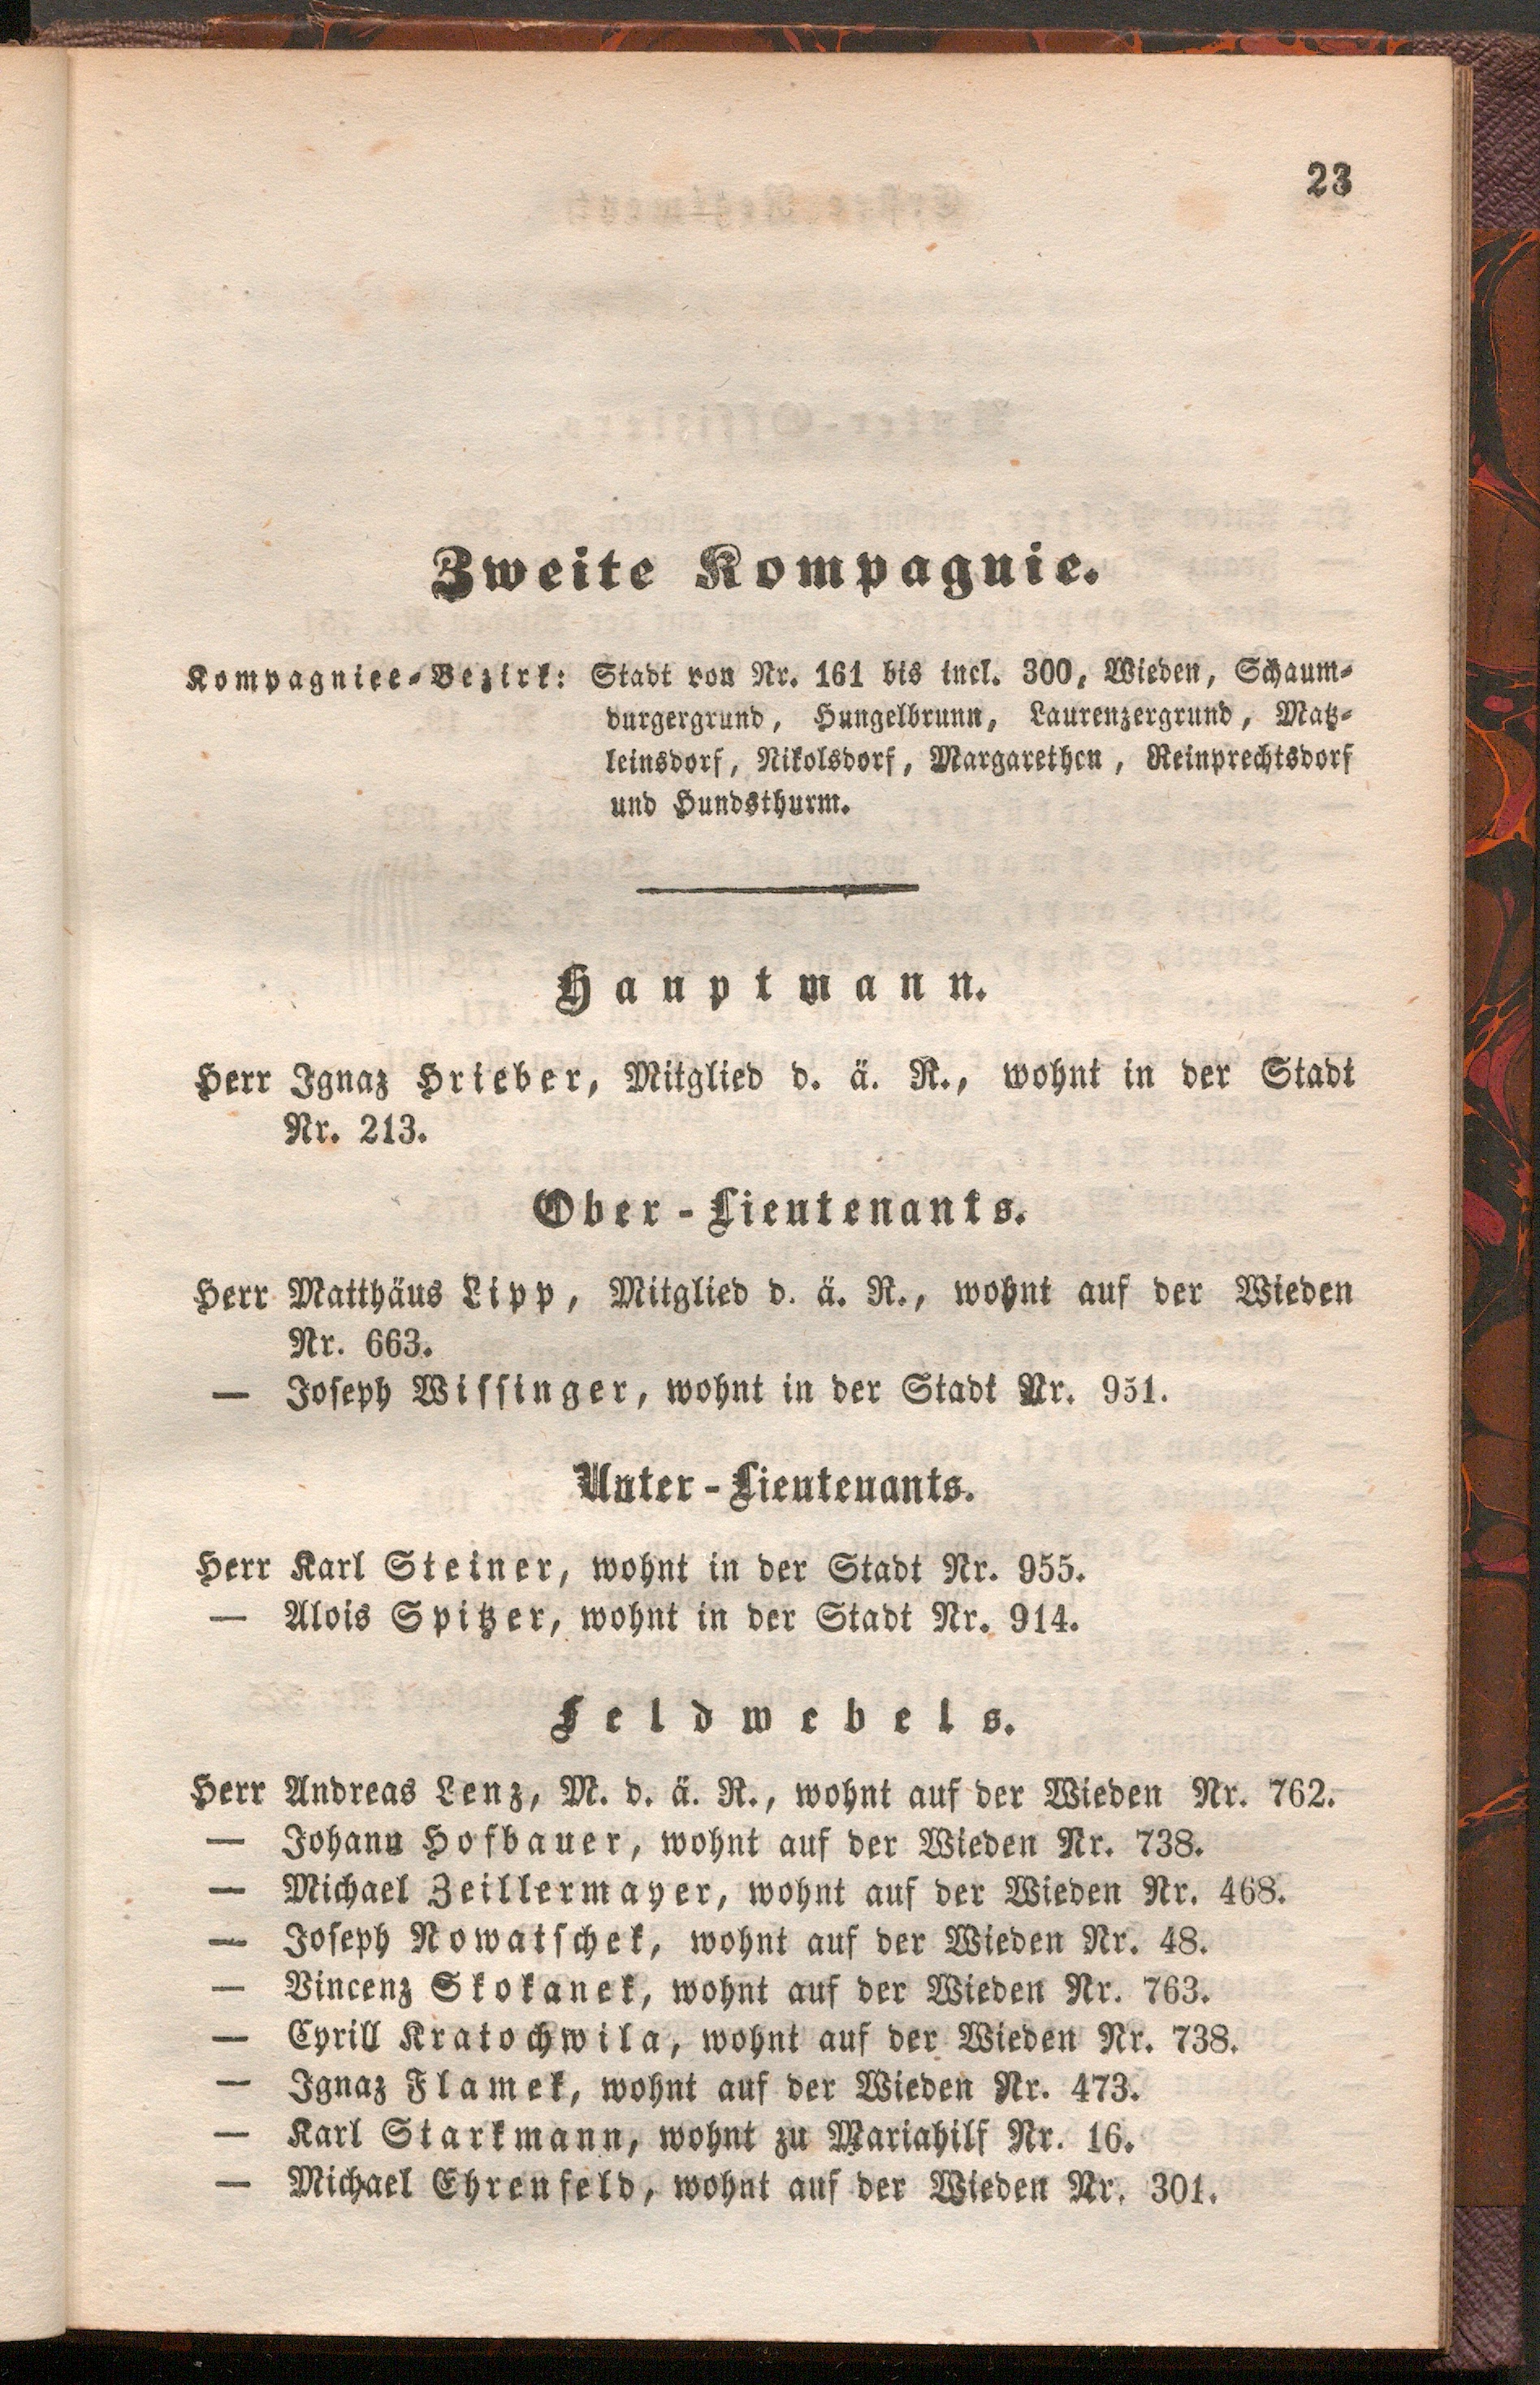 23
Zweite Kompagnie.
Kompagniee-Bezirk: Stadt von Nr. 161 bis incl. 300, Wieden, Schaum-
burgergrund, Hungelbrunn, Laurenzergrund, Matz-
leinsdorf, Nikolsdorf, Margarethen, Reinprechtsdorf
und Hundsthurm.
Hauptmann.
Herr Ignaz Hrieber, Mitglied d. ä. R., wohnt in der Stadt
Nr. 213.
Ober-Lieutenants.
Herr Matthäus Lipp, Mitglied d. ä. R., wohnt auf der Wieden
Nr. 663.
— Joseph Wissinger, wohnt in der Stadt Nr. 951.
Unter-Lieutenants.
Herr Karl Steiner, wohnt in der Stadt Nr. 955.
— Alois Spitzer, wohnt in der Stadt Nr. 914.
Feldwebels.
Herr Andreas Lenz, M. d. ä. R., wohnt auf der Wieden Nr. 762.
— Johann Hofbauer, wohnt auf der Wieden Nr. 738.
— Michael Zeillermayer, wohnt auf der Wieden Nr. 468.
— Joseph Nowatschek, wohnt auf der Wieden Nr. 48.
— Vincenz Skokanek, wohnt auf der Wieden Nr. 763.
— Cyrill Kratochwila, wohnt auf der Wieden Nr. 738.
— Ignaz Flamek, wohnt auf der Wieden Nr. 473.
— Karl Starkmann, wohnt zu Mariahilf Nr. 16.
— Michael Ehrenfeld, wohnt auf der Wieden Nr. 301.